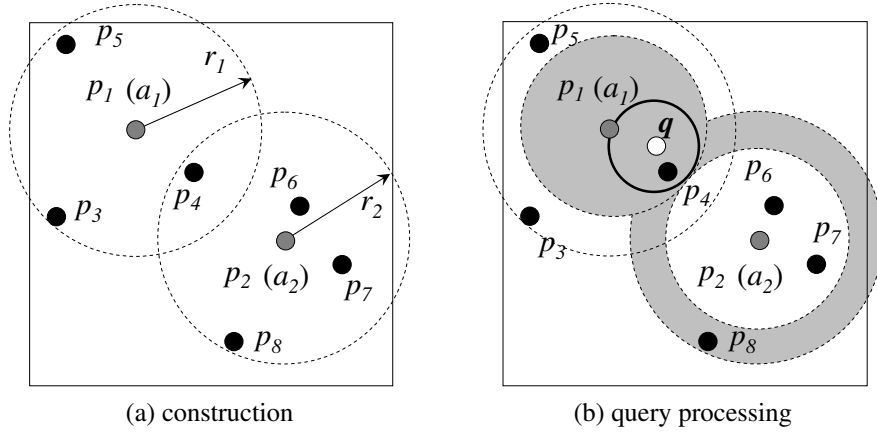 p5
r1
p1 (a1)
p4
p3
p6
r2
p2 (a2)
p7
p8
(a) construction
p5
p1 (a1)
q
p4
p6
p3
p7
p2 (a2)
p8
(b) query processing